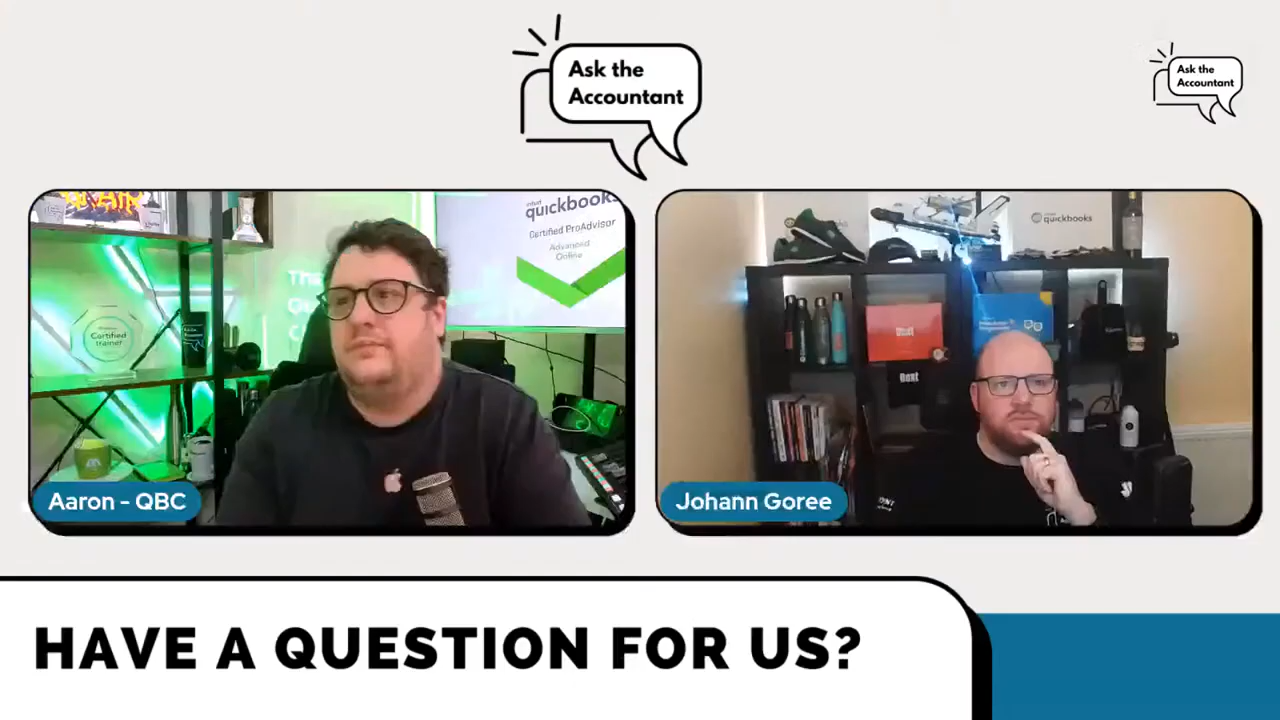 Ask the
Accountant
Ask the
Accountant
intuit
quickbooks
Certified ProAdvisor
Advanced
Online
Certified
trainer
quickbooks
Aaron - QBC
Johann Goree
HAVE A QUESTION FOR US?